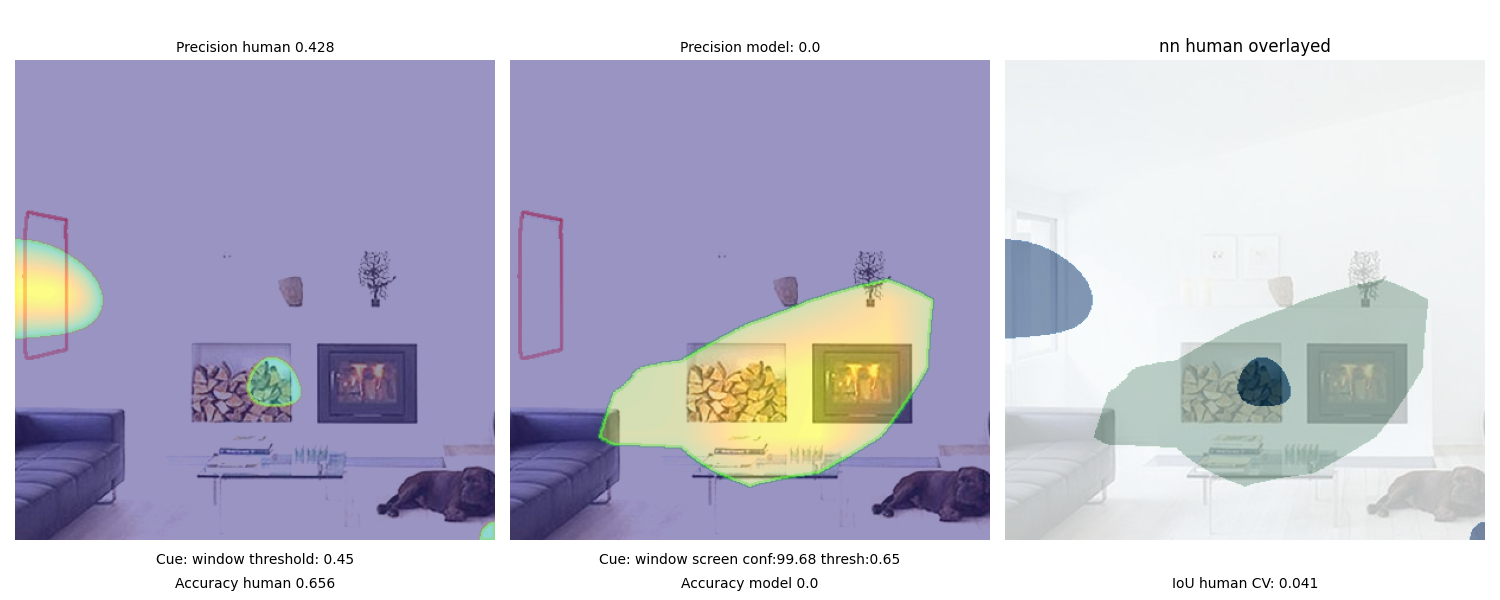 Precision human 0.428
Precision model: 0.0
nn human overlayed
Cue: window threshold: 0.45
Cue: window screen conf:99.68 thresh:0.65
Accuracy human 0.656
Accuracy model 0.0
IoU human CV: 0.041